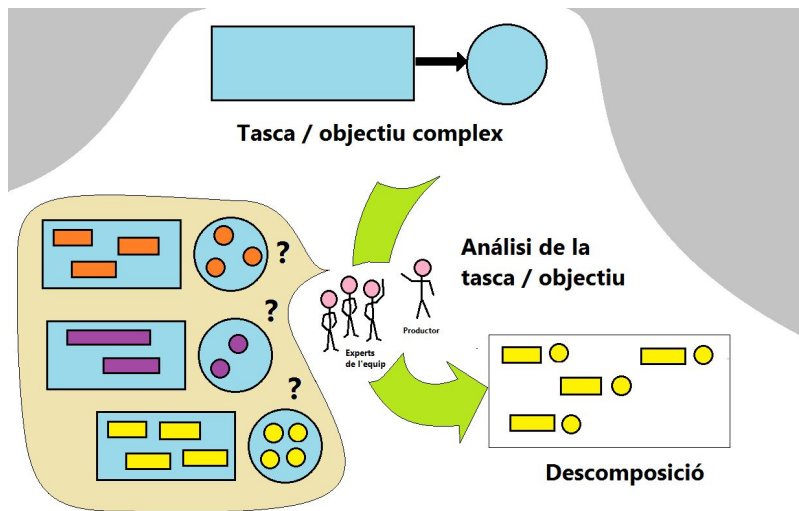 Tasca / objectiu complex
Análisi de la
tasca / objectiu
?
?
?
Productor
Experts
de l'equip
Descomposició